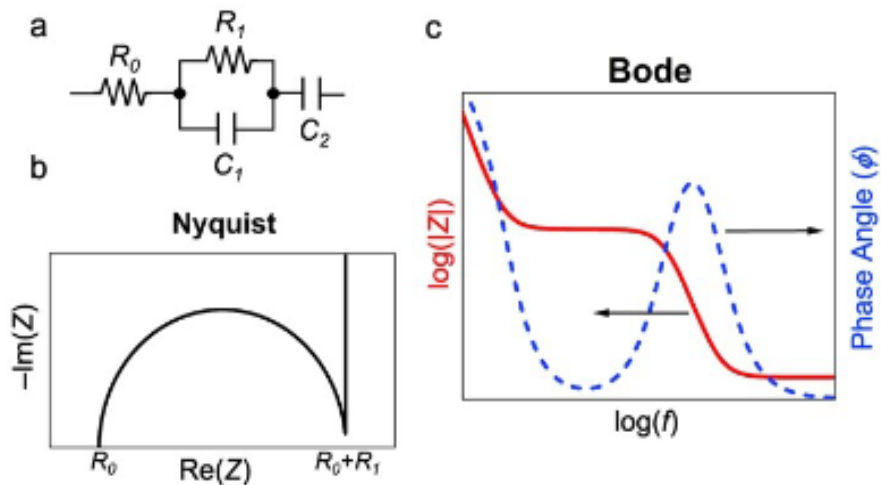 a
R₀
R₁
C₁
C₂
b
Nyquist
–Im(Z)
R₀
Re(Z)
R₀+R₁
c
Bode
log(|Z|)
Phase Angle (ϕ)
log(f)